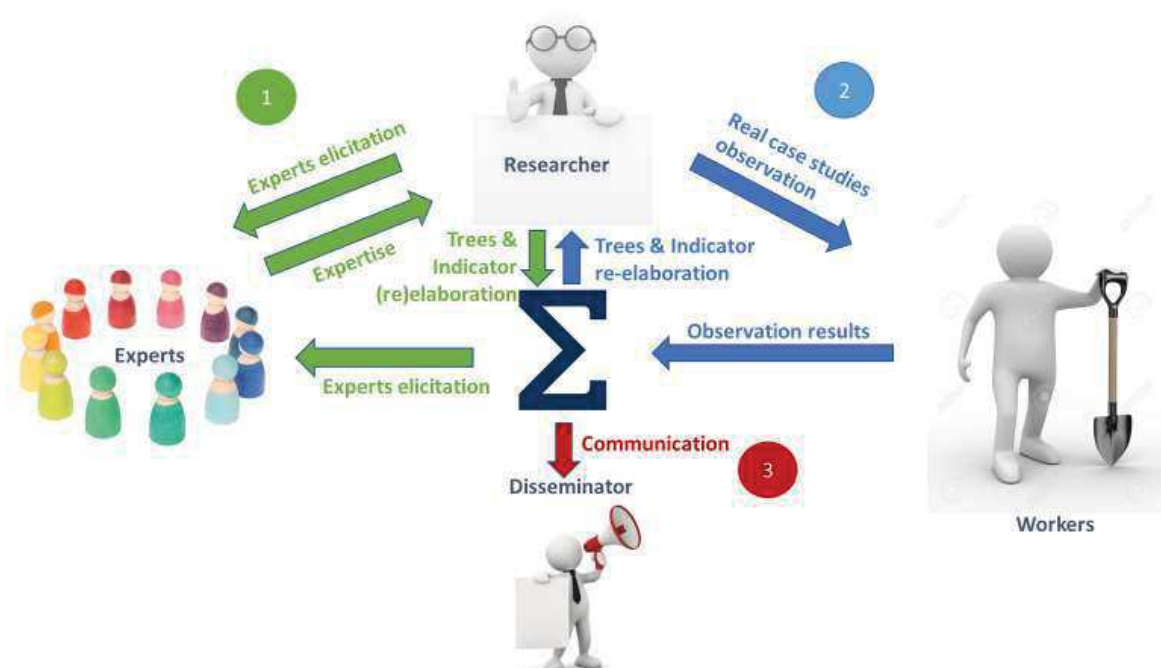 1
2
Experts elicitation
Real case studies
observation
Researcher
Expertise
Trees &
Indicator
(re)elaboration
Trees & Indicator
re-elaboration
Σ
Experts
Observation results
Experts elicitation
Communication
3
Disseminator
Workers